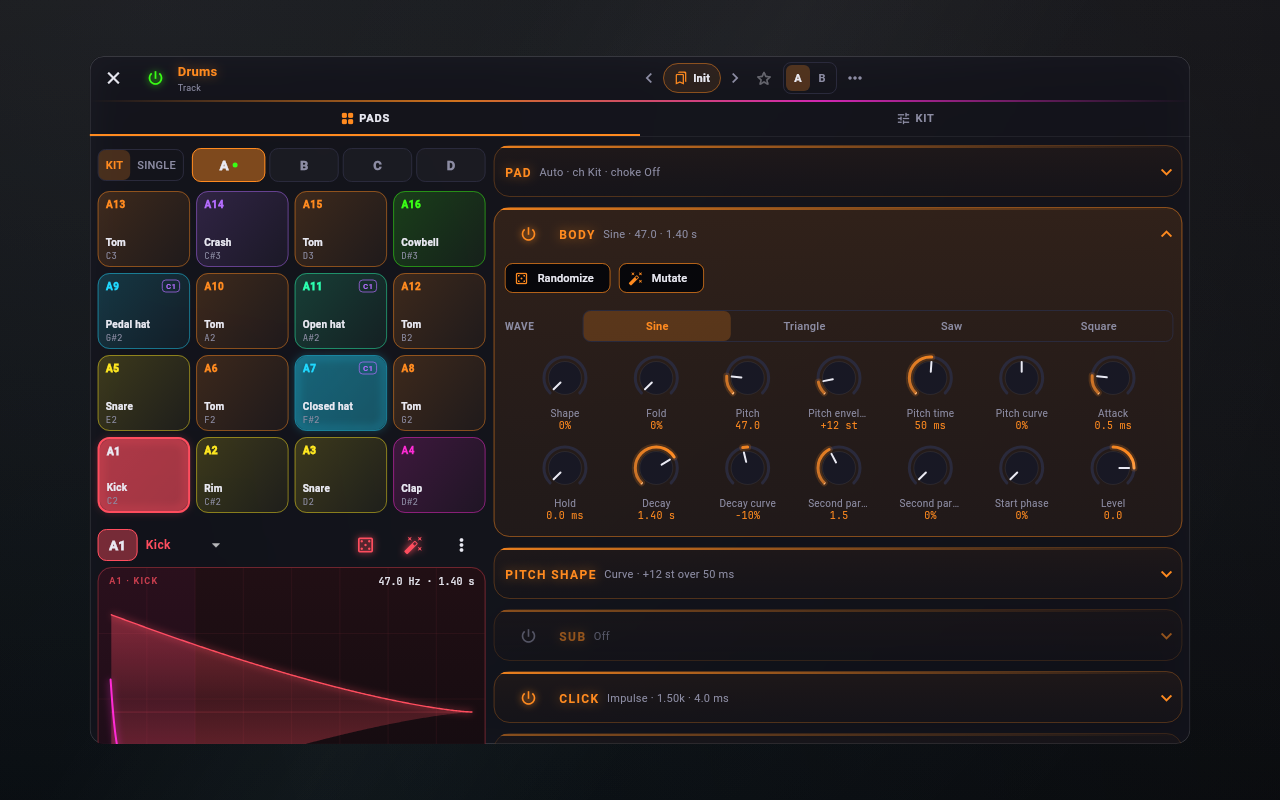 Drums
Track
Init
A
B
PADS
KIT
KIT SINGLE
A
B
C
D
A13
Tom
C3
A14
Crash
C#3
A15
Tom
D3
A16
Cowbell
D#3
A9
C1
Pedal hat
G#2
A10
Tom
A2
A11
C1
Open hat
A#2
A12
Tom
B2
A5
Snare
E2
A6
Tom
F2
A7
C1
Closed hat
F#2
A8
Tom
G2
A1
Kick
C2
A2
Rim
C#2
A3
Snare
D2
A4
Clap
D#2
A1 Kick
A1 · KICK
47.0 Hz · 1.40 s
PAD Auto · ch Kit · choke Off
BODY Sine · 47.0 · 1.40 s
Randomize
Mutate
WAVE
Sine
Triangle
Saw
Square
Shape
0%
Fold
0%
Pitch
47.0
Pitch envel...
+12 st
Pitch time
50 ms
Pitch curve
0%
Attack
0.5 ms
Hold
0.0 ms
Decay
1.40 s
Decay curve
-10%
Second par...
1.5
Second par...
0%
Start phase
0%
Level
0.0
PITCH SHAPE Curve · +12 st over 50 ms
SUB Off
CLICK Impulse · 1.50k · 4.0 ms